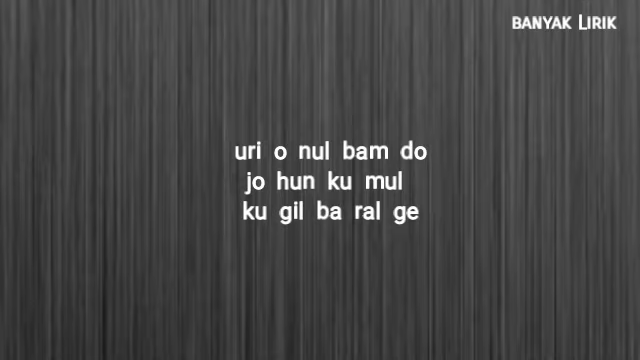 BANYAK LIRIK
uri o nul bam do
jo hun ku mul
ku gil ba ral ge